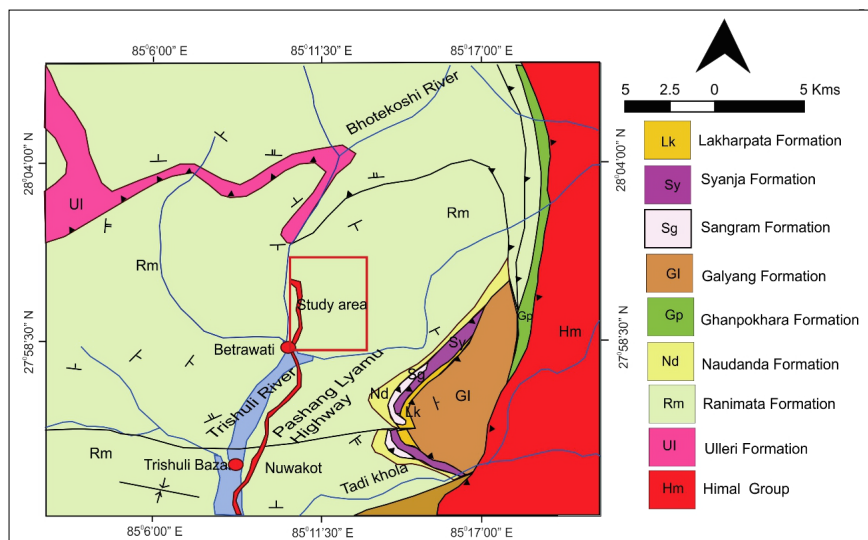 85°6'00" E
85°11'30" E
85°17'00" E
5 2.5 0 5 Kms
28°04'00" N
28°04'00" N
27°58'30" N
27°58'30" N
Bhotekoshi River
Ul
Rm
Rm
Study area
Betrawati
Gp
Hm
Sy
Sg
Nd
Lk
Gl
Trishuli River
Pashang Lyamu
Highway
Rm
Trishuli Bazar
Nuwakot
Tadi khola
85°6'00" E
85°11'30" E
85°17'00" E
Lk Lakharpata Formation
Sy Syanja Formation
Sg Sangram Formation
Gl Galyang Formation
Gp Ghanpokhara Formation
Nd Naudanda Formation
Rm Ranimata Formation
Ul Ulleri Formation
Hm Himal Group